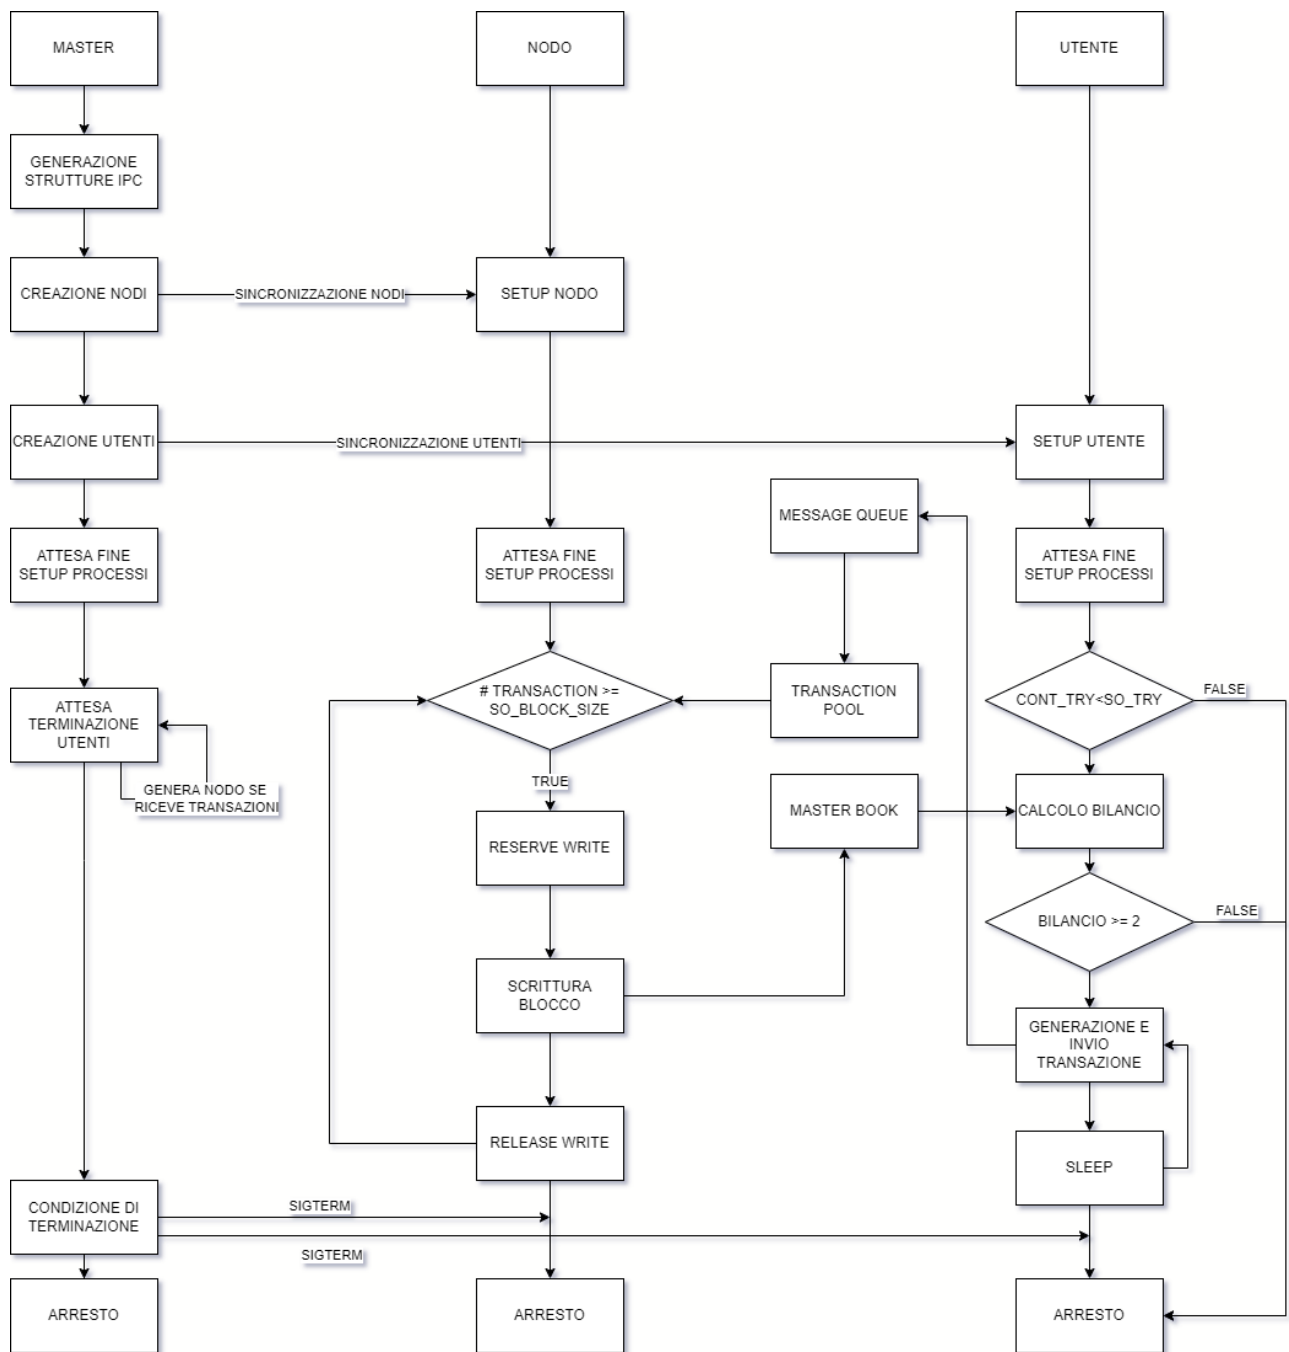 MASTER
NODO
UTENTE
GENERAZIONE
STRUTTURE IPC
CREAZIONE NODI
SINCRONIZZAZIONE NODI
SETUP NODO
CREAZIONE UTENTI
SINCRONIZZAZIONE UTENTI
SETUP UTENTE
MESSAGE QUEUE
ATTESA FINE
SETUP PROCESSI
ATTESA FINE
SETUP PROCESSI
ATTESA FINE
SETUP PROCESSI
ATTESA
TERMINAZIONE
UTENTI
# TRANSACTION >=
SO_BLOCK_SIZE
TRANSACTION
POOL
CONT_TRY<SO_TRY
FALSE
GENERA NODO SE
RICEVE TRANSAZIONI
TRUE
RESERVE WRITE
MASTER BOOK
CALCOLO BILANCIO
BILANCIO >= 2
FALSE
SCRITTURA
BLOCCO
GENERAZIONE E
INVIO
TRANSAZIONE
RELEASE WRITE
SLEEP
CONDIZIONE DI
TERMINAZIONE
SIGTERM
SIGTERM
ARRESTO
ARRESTO
ARRESTO